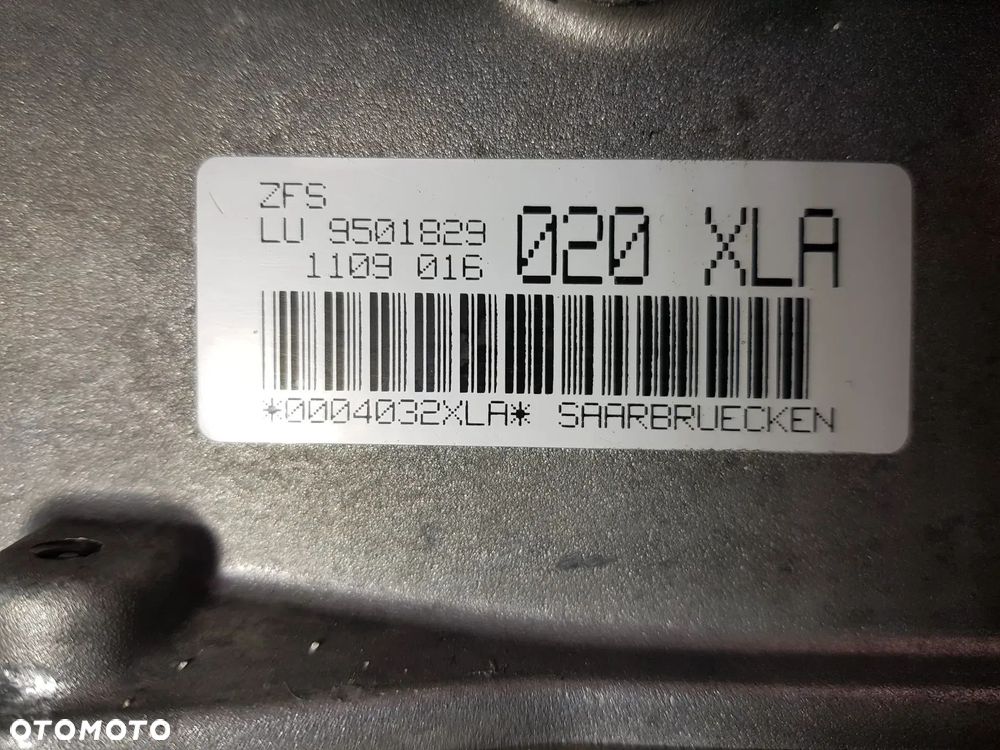 ZFS
LU 9501829
1109 016
020 XLA
*0004032XLA* SAARBRUECKEN
OTOMOTO